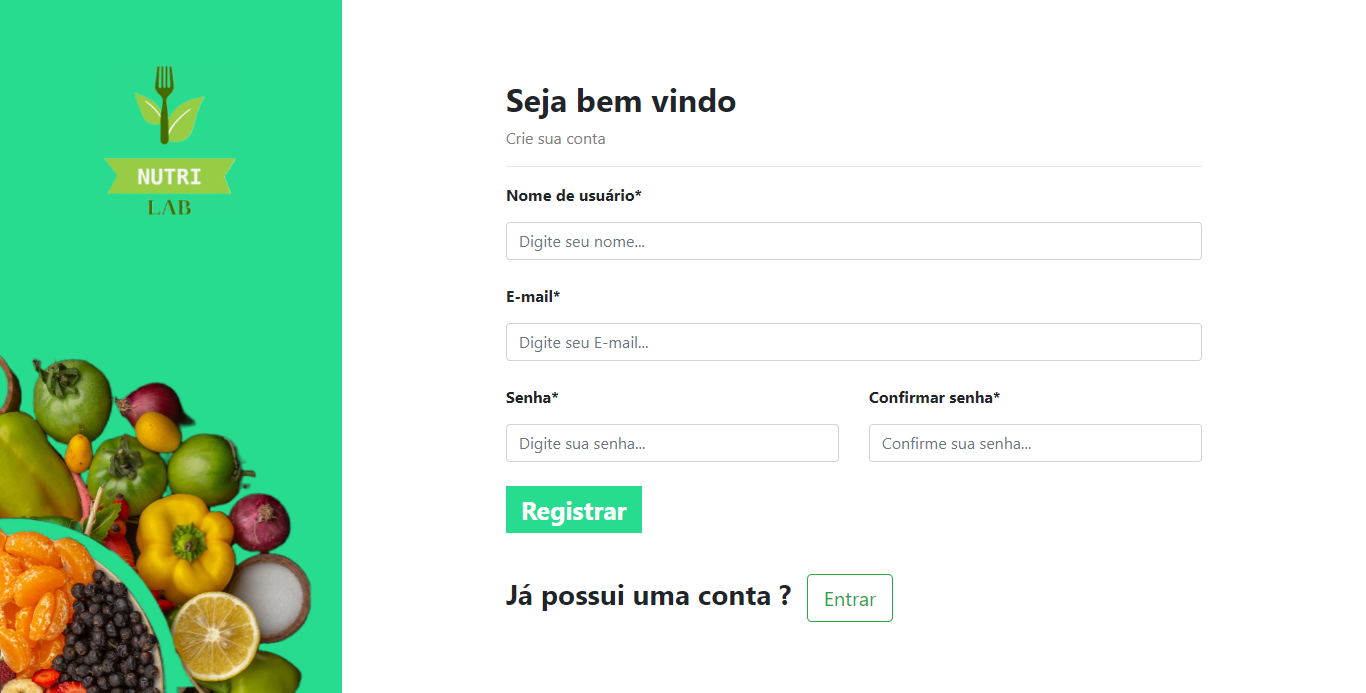 NUTRI
LAB
Seja bem vindo
Crie sua conta
Nome de usuário*
Digite seu nome...
E-mail*
Digite seu E-mail...
Senha*
Confirmar senha*
Digite sua senha...
Confirme sua senha...
Registrar
Já possui uma conta ?
Entrar